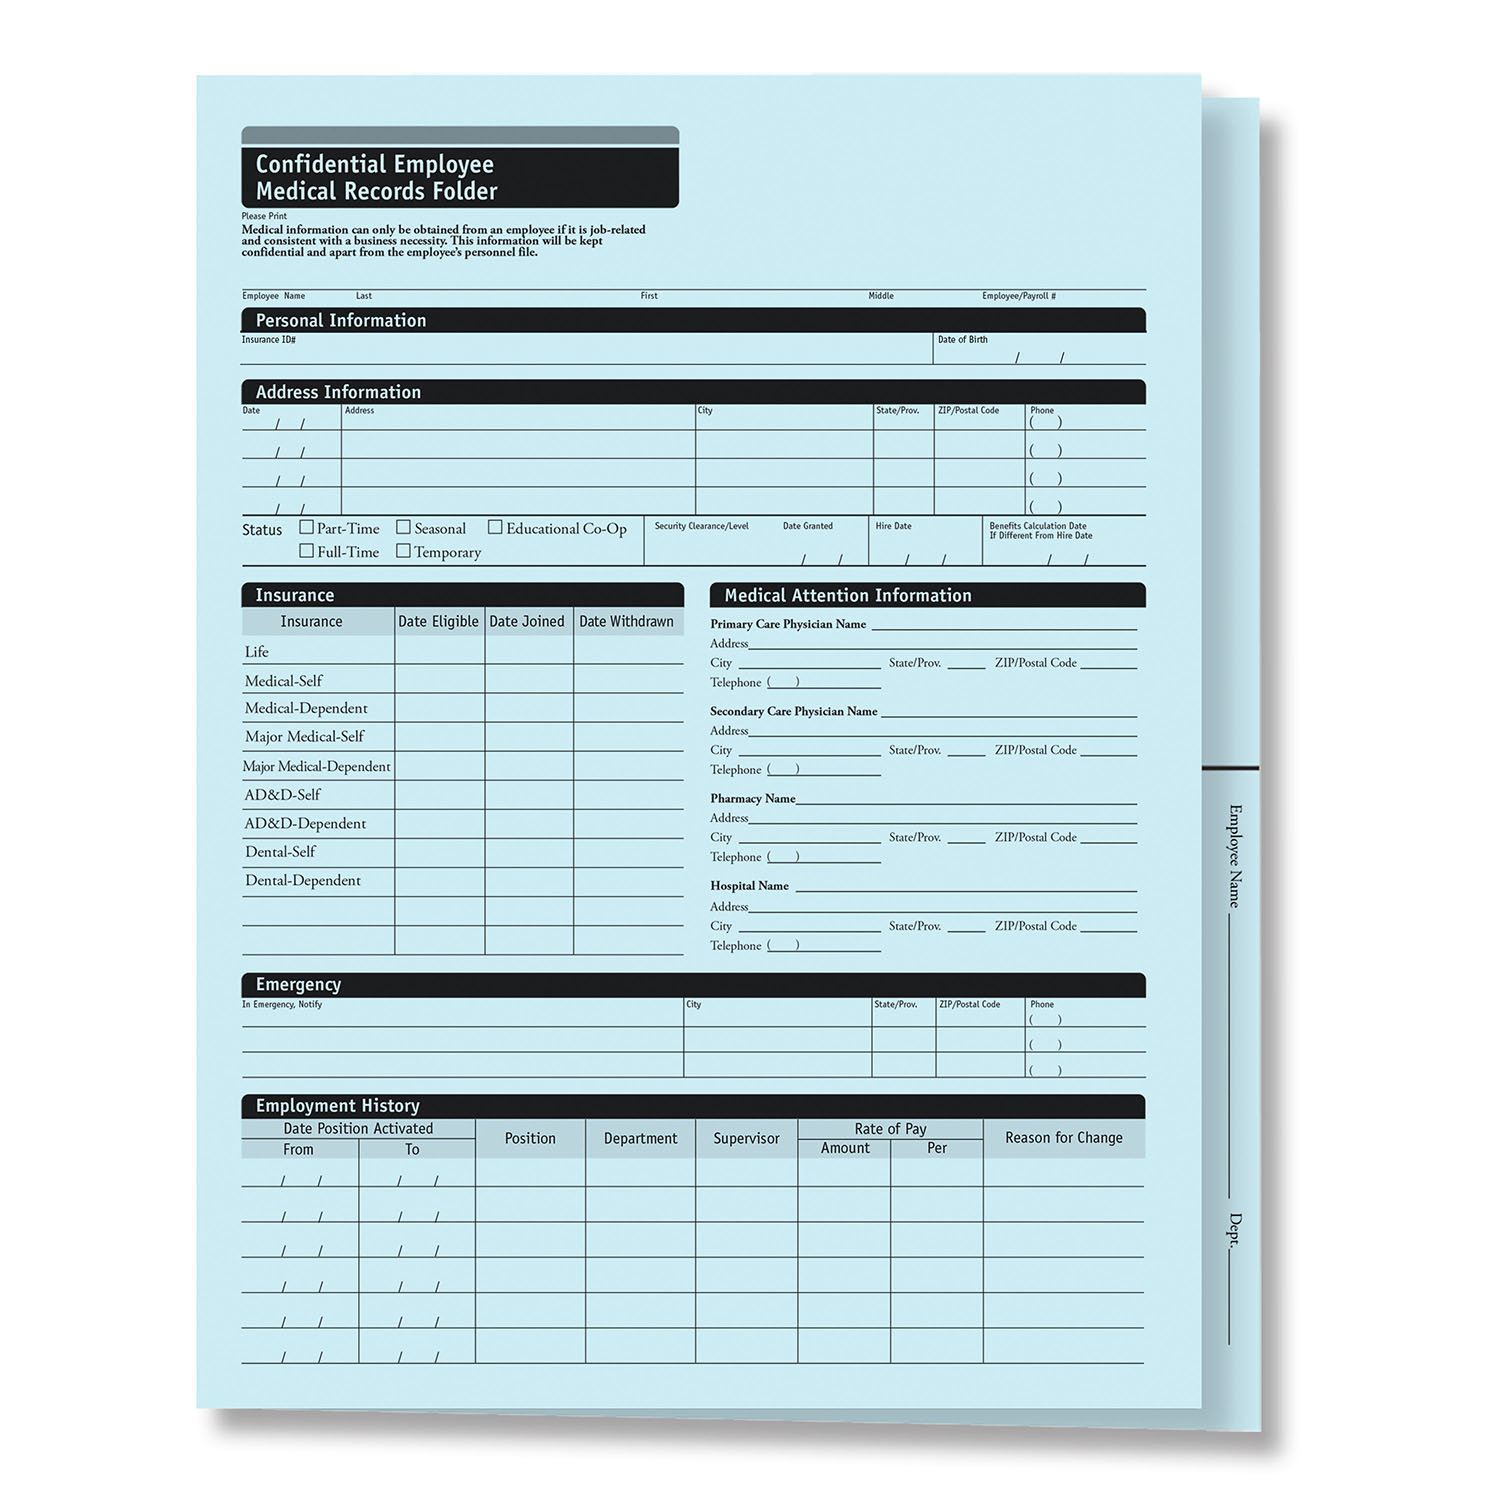 Confidential Employee
Medical Records Folder
Please Print
Medical information can only be obtained from an employee if it is job-related
and consistent with a business necessity. This information will be kept
confidential and apart from the employee's personnel file.
Employee Name Last First Middle Employee/Payroll #
Personal Information
Insurance ID# Date of Birth
/ /
Address Information
Date Address City State/Prov. ZIP/Postal Code Phone
/ / ( )
/ / ( )
/ / ( )
/ / ( )
Status Part-Time Seasonal Educational Co-Op Security Clearance/Level Date Granted Hire Date Benefits Calculation Date
If Different From Hire Date
Full-Time Temporary / / / / / /
Insurance
Insurance Date Eligible Date Joined Date Withdrawn
Life
Medical-Self
Medical-Dependent
Major Medical-Self
Major Medical-Dependent
AD&D-Self
AD&D-Dependent
Dental-Self
Dental-Dependent
Medical Attention Information
Primary Care Physician Name
Address
City State/Prov. ZIP/Postal Code
Telephone ( )
Secondary Care Physician Name
Address
City State/Prov. ZIP/Postal Code
Telephone ( )
Pharmacy Name
Address
City State/Prov. ZIP/Postal Code
Telephone ( )
Hospital Name
Address
City State/Prov. ZIP/Postal Code
Telephone ( )
Emergency
In Emergency, Notify City State/Prov. ZIP/Postal Code Phone
( )
( )
( )
Employment History
Date Position Activated Position Department Supervisor Rate of Pay Reason for Change
From To Amount Per
/ / / /
/ / / /
/ / / /
/ / / /
/ / / /
/ / / /
Employee Name Dept.